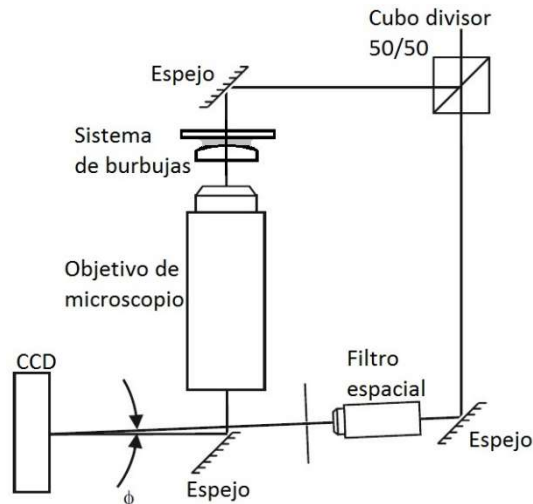 Cubo divisor
50/50
Espejo
Sistema
de burbujas
Objetivo de
microscopio
CCD
Filtro
espacial
Espejo
Espejo
ϕ